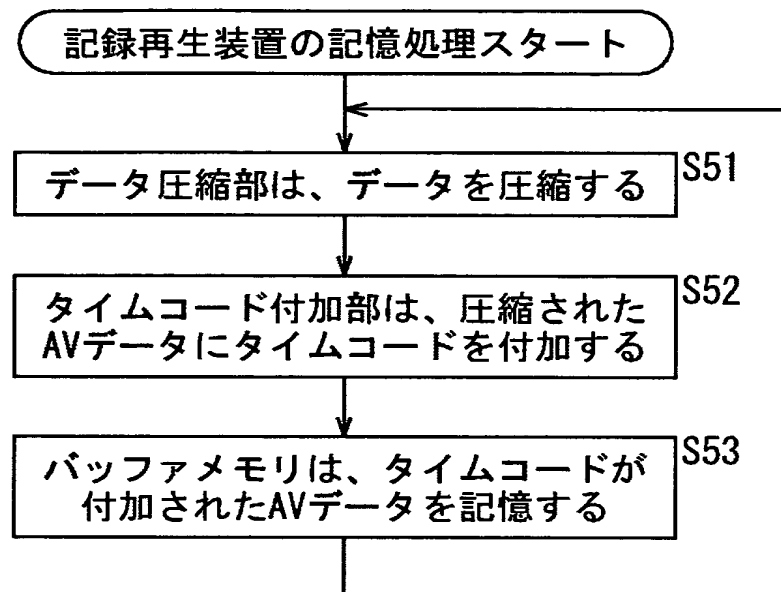 記録再生装置の記憶処理スタート
データ圧縮部は、データを圧縮する
S51
タイムコード付加部は、圧縮された
AVデータにタイムコードを付加する
S52
バッファメモリは、タイムコードが
付加されたAVデータを記憶する
S53